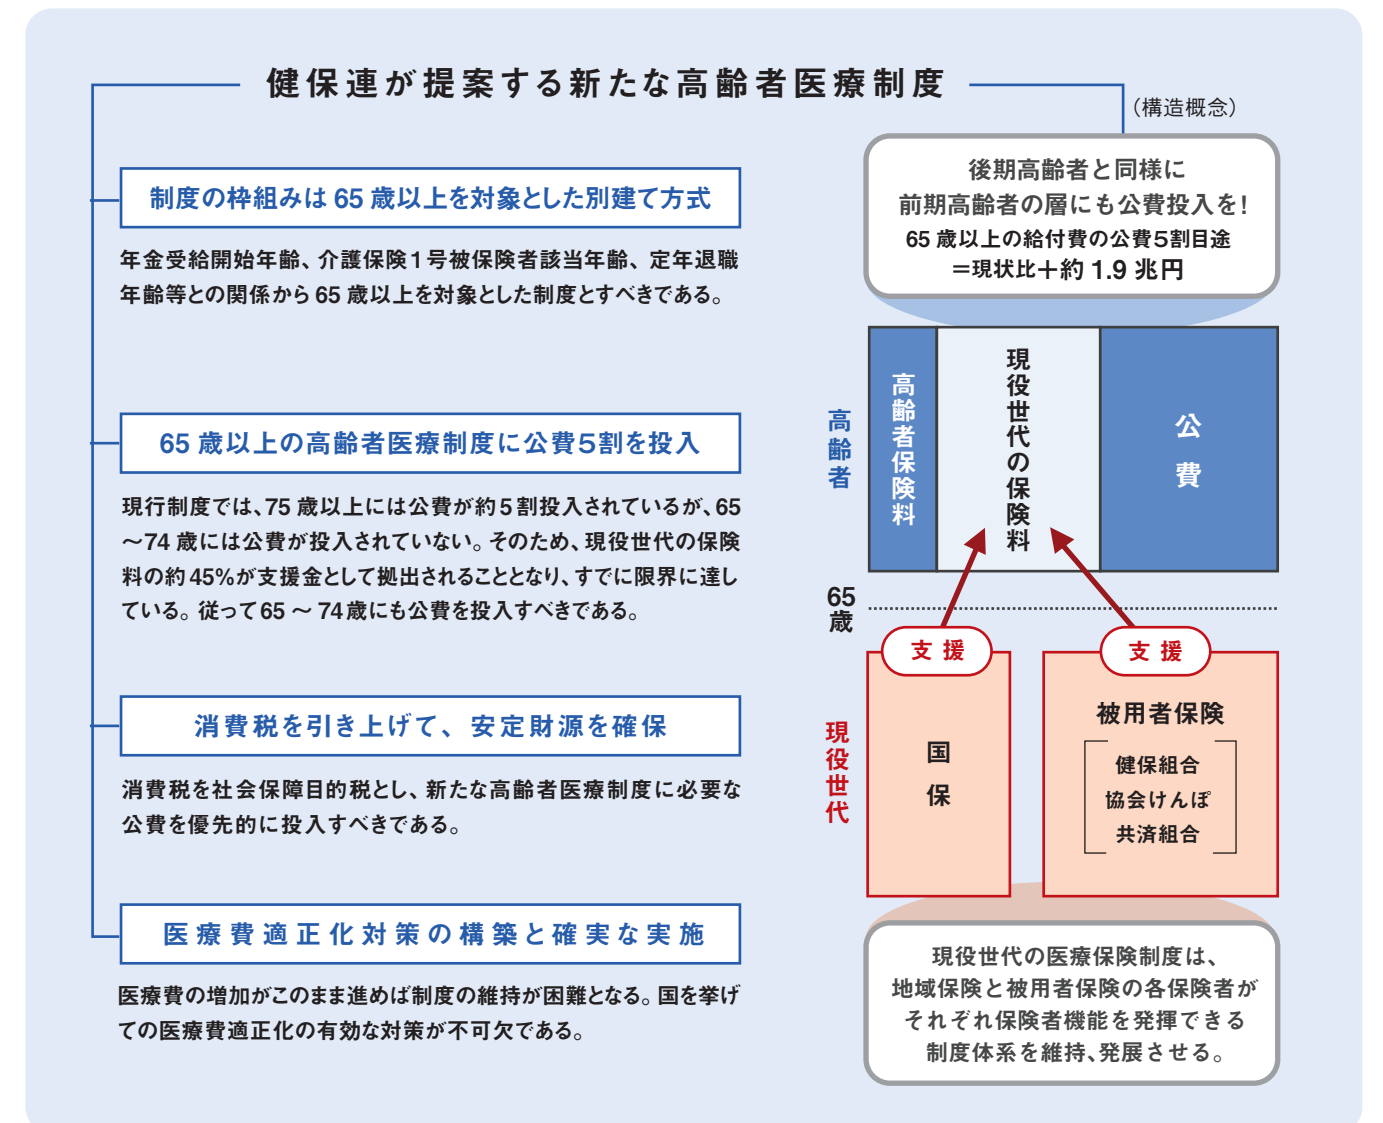 健保連が提案する新たな高齢者医療制度
(構造概念)
制度の枠組みは 65 歳以上を対象とした別建て方式
年金受給開始年齢、介護保険1号被保険者該当年齢、定年退職
年齢等との関係から 65 歳以上を対象とした制度とすべきである。
65 歳以上の高齢者医療制度に公費5割を投入
現行制度では、75 歳以上には公費が約5割投入されているが、65
～74 歳には公費が投入されていない。そのため、現役世代の保険
料の約45%が支援金として拠出されることとなり、すでに限界に達し
ている。従って65 ～ 74歳にも公費を投入すべきである。
消費税を引き上げて、安定財源を確保
消費税を社会保障目的税とし、新たな高齢者医療制度に必要な
公費を優先的に投入すべきである。
医療費適正化対策の構築と確実な実施
医療費の増加がこのまま進めば制度の維持が困難となる。国を挙げ
ての医療費適正化の有効な対策が不可欠である。
後期高齢者と同様に
前期高齢者の層にも公費投入を!
65 歳以上の給付費の公費5割目途
＝現状比＋約 1.9 兆円
高齢者
高齢者保険料
現役世代の保険料
公費
65
歳
支援
支援
現役世代
国保
被用者保険
健保組合
協会けんぽ
共済組合
現役世代の医療保険制度は、
地域保険と被用者保険の各保険者が
それぞれ保険者機能を発揮できる
制度体系を維持、発展させる。